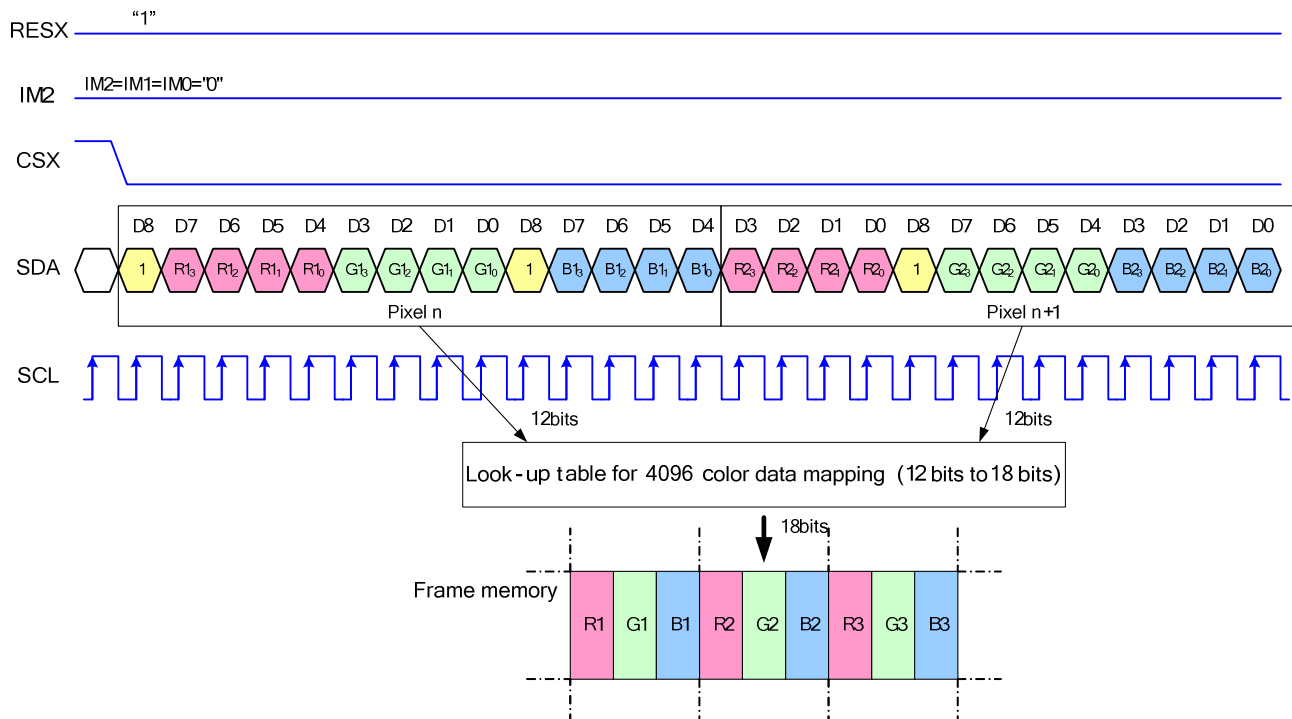 “1”
RESX
IM2=IM1=IM0="0"
IM2
CSX
D8 D7 D6 D5 D4 D3 D2 D1 D0 D8 D7 D6 D5 D4 D3 D2 D1 D0 D8 D7 D6 D5 D4 D3 D2 D1 D0
SDA 1 R1₃ R1₂ R1₁ R1₀ G1₃ G1₂ G1₁ G1₀ 1 B1₃ B1₂ B1₁ B1₀ R2₃ R2₂ R2₁ R2₀ 1 G2₃ G2₂ G2₁ G2₀ B2₃ B2₂ B2₁ B2₀
Pixel n Pixel n+1
SCL
12bits 12bits
Look-up table for 4096 color data mapping (12 bits to 18 bits)
18bits
Frame memory
R1 G1 B1 R2 G2 B2 R3 G3 B3